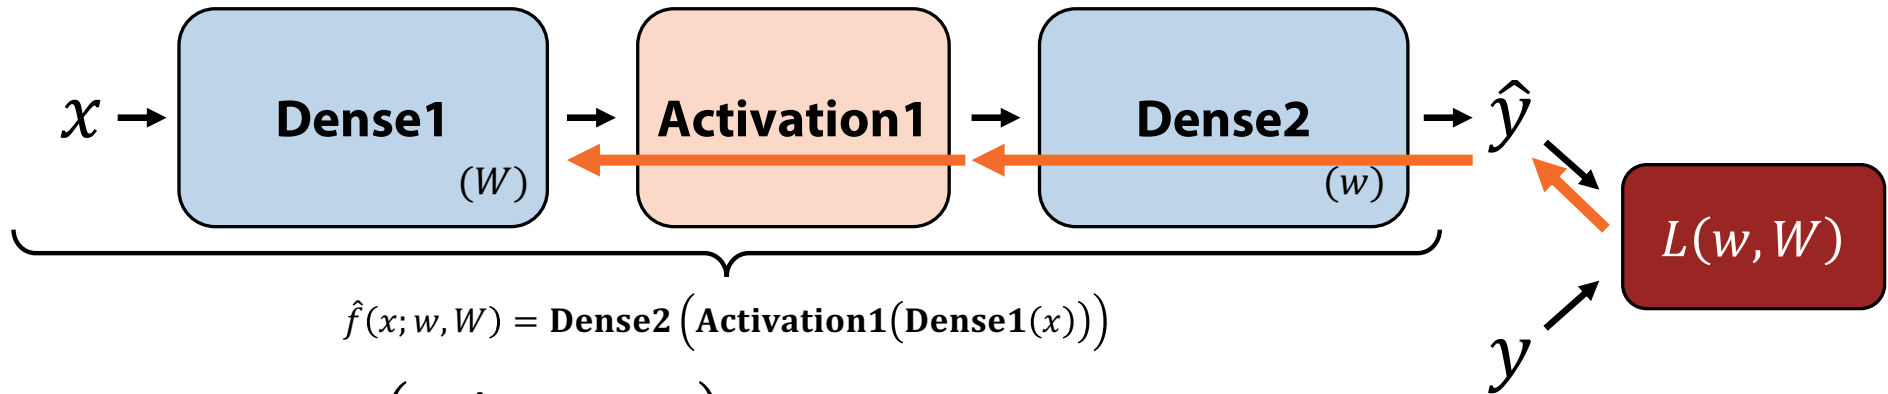 x Dense1 Activation1 Dense2 ŷ
(W) (w)
L(w, W)
f̂(x; w, W) = Dense2(Activation1(Dense1(x)))
y